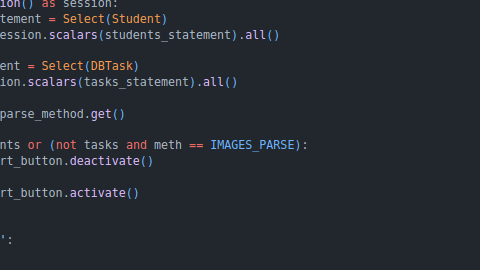 ion() as session:
tement = Select(Student)
ession.scalars(students_statement).all()
ent = Select(DBTask)
ion.scalars(tasks_statement).all()
parse_method.get()
nts or (not tasks and meth == IMAGES_PARSE):
rt_button.deactivate()
rt_button.activate()
':